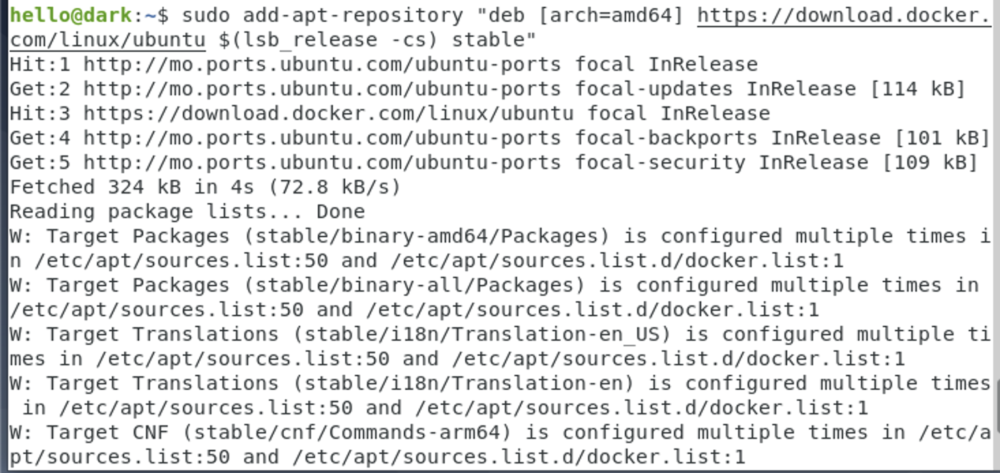 hello@dark:~$ sudo add-apt-repository "deb [arch=amd64] https://download.docker.
com/linux/ubuntu $(lsb_release -cs) stable"
Hit:1 http://mo.ports.ubuntu.com/ubuntu-ports focal InRelease
Get:2 http://mo.ports.ubuntu.com/ubuntu-ports focal-updates InRelease [114 kB]
Hit:3 https://download.docker.com/linux/ubuntu focal InRelease
Get:4 http://mo.ports.ubuntu.com/ubuntu-ports focal-backports InRelease [101 kB]
Get:5 http://mo.ports.ubuntu.com/ubuntu-ports focal-security InRelease [109 kB]
Fetched 324 kB in 4s (72.8 kB/s)
Reading package lists... Done
W: Target Packages (stable/binary-amd64/Packages) is configured multiple times i
n /etc/apt/sources.list:50 and /etc/apt/sources.list.d/docker.list:1
W: Target Packages (stable/binary-all/Packages) is configured multiple times in
/etc/apt/sources.list:50 and /etc/apt/sources.list.d/docker.list:1
W: Target Translations (stable/i18n/Translation-en_US) is configured multiple ti
mes in /etc/apt/sources.list:50 and /etc/apt/sources.list.d/docker.list:1
W: Target Translations (stable/i18n/Translation-en) is configured multiple times
 in /etc/apt/sources.list:50 and /etc/apt/sources.list.d/docker.list:1
W: Target CNF (stable/cnf/Commands-arm64) is configured multiple times in /etc/a
pt/sources.list:50 and /etc/apt/sources.list.d/docker.list:1